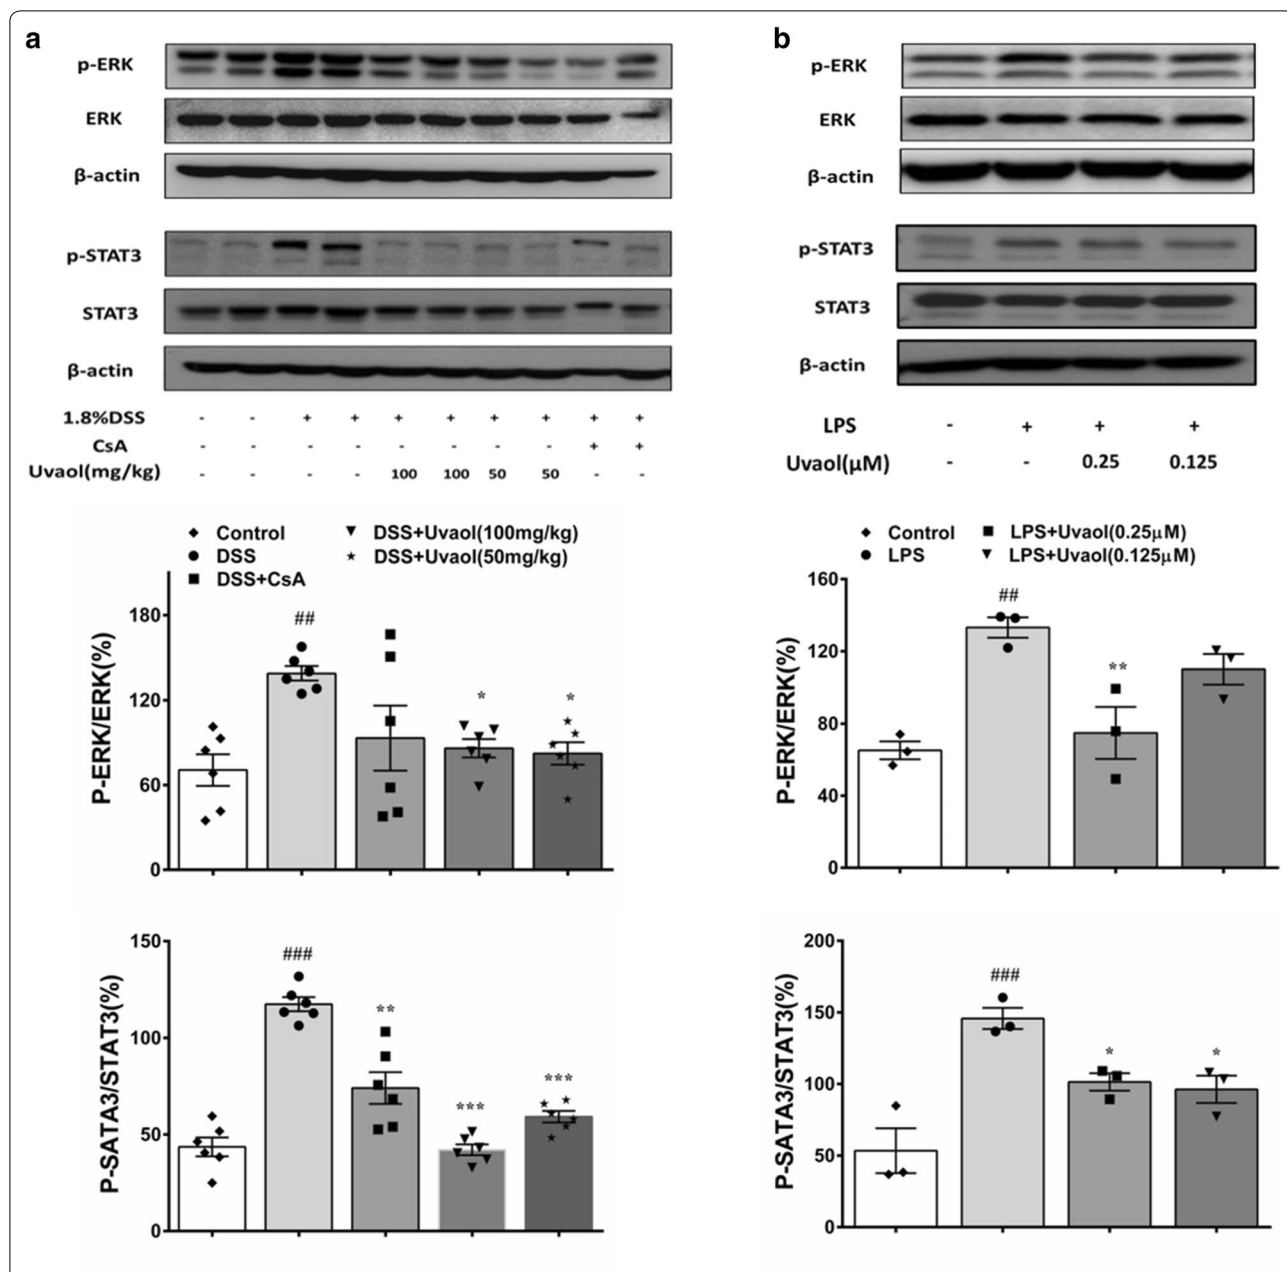 a
p-ERK
ERK
β-actin
p-STAT3
STAT3
β-actin
1.8%DSS - - + + + + + + + +
CsA - - - - - - - - + +
Uvaol(mg/kg) - - - - 100 100 50 50 - -
Control
DSS
DSS+CsA
DSS+Uvaol(100mg/kg)
DSS+Uvaol(50mg/kg)
P-ERK/ERK(%)
180
120
60
0
##
*
*
P-SATA3/STAT3(%)
150
100
50
0
###
**
***
***
b
p-ERK
ERK
β-actin
p-STAT3
STAT3
β-actin
LPS - + + +
Uvaol(μM) - - 0.25 0.125
Control
LPS
LPS+Uvaol(0.25μM)
LPS+Uvaol(0.125μM)
P-ERK/ERK(%)
160
120
80
40
0
##
**
P-SATA3/STAT3(%)
200
150
100
50
0
###
*
*